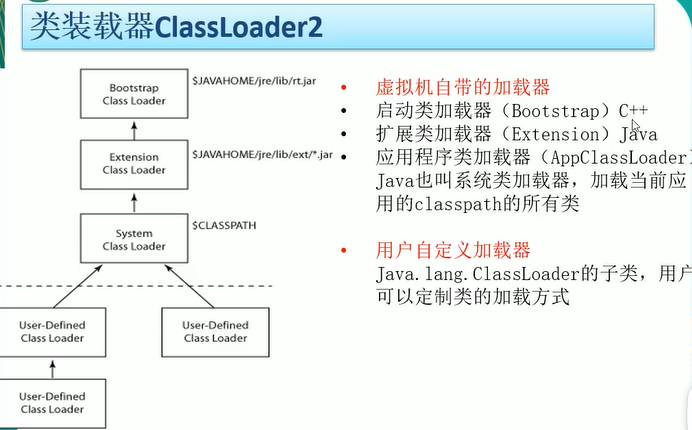 类装载器ClassLoader2
Bootstrap
Class Loader
$JAVAHOME/jre/lib/rt.jar
Extension
Class Loader
$JAVAHOME/jre/lib/ext/*.jar
System
Class Loader
$CLASSPATH
User-Defined
Class Loader
User-Defined
Class Loader
User-Defined
Class Loader
• 虚拟机自带的加载器
• 启动类加载器（Bootstrap）C++
• 扩展类加载器（Extension）Java
• 应用程序类加载器（AppClassLoader）
Java也叫系统类加载器，加载当前应
用的classpath的所有类
• 用户自定义加载器
Java.lang.ClassLoader的子类，用户
可以定制类的加载方式